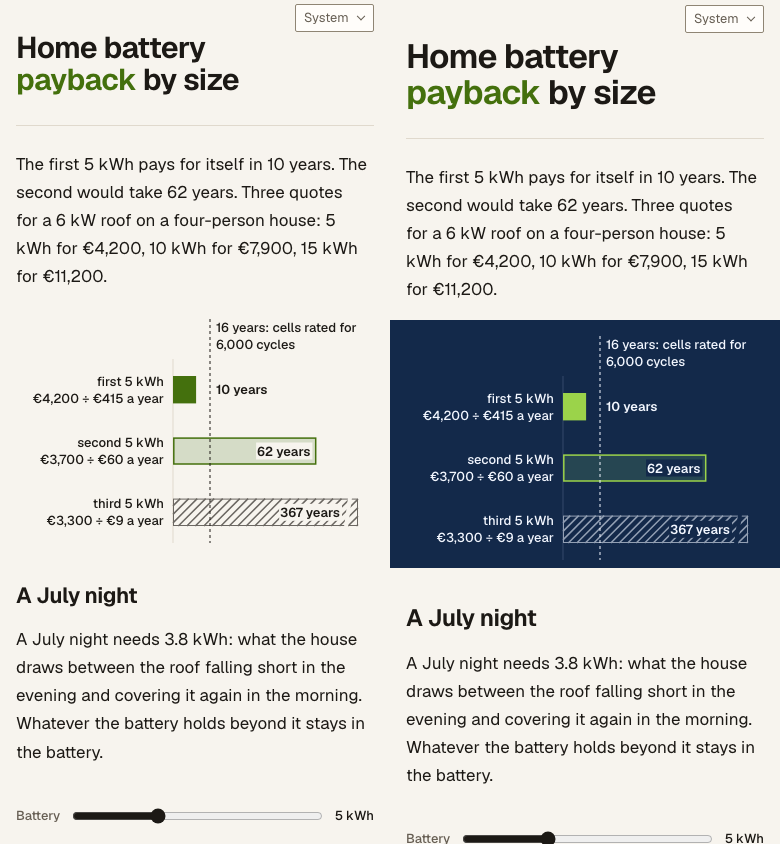 System
Home battery
payback by size
The first 5 kWh pays for itself in 10 years. The
second would take 62 years. Three quotes
for a 6 kW roof on a four-person house: 5
kWh for €4,200, 10 kWh for €7,900, 15 kWh
for €11,200.
16 years: cells rated for
6,000 cycles
first 5 kWh
€4,200 ÷ €415 a year
10 years
second 5 kWh
€3,700 ÷ €60 a year
62 years
third 5 kWh
€3,300 ÷ €9 a year
367 years
A July night
A July night needs 3.8 kWh: what the house
draws between the roof falling short in the
evening and covering it again in the morning.
Whatever the battery holds beyond it stays in
the battery.
Battery
5 kWh
System
Home battery
payback by size
The first 5 kWh pays for itself in 10 years. The
second would take 62 years. Three quotes
for a 6 kW roof on a four-person house: 5
kWh for €4,200, 10 kWh for €7,900, 15 kWh
for €11,200.
16 years: cells rated for
6,000 cycles
first 5 kWh
€4,200 ÷ €415 a year
10 years
second 5 kWh
€3,700 ÷ €60 a year
62 years
third 5 kWh
€3,300 ÷ €9 a year
367 years
A July night
A July night needs 3.8 kWh: what the house
draws between the roof falling short in the
evening and covering it again in the morning.
Whatever the battery holds beyond it stays in
the battery.
Battery
5 kWh